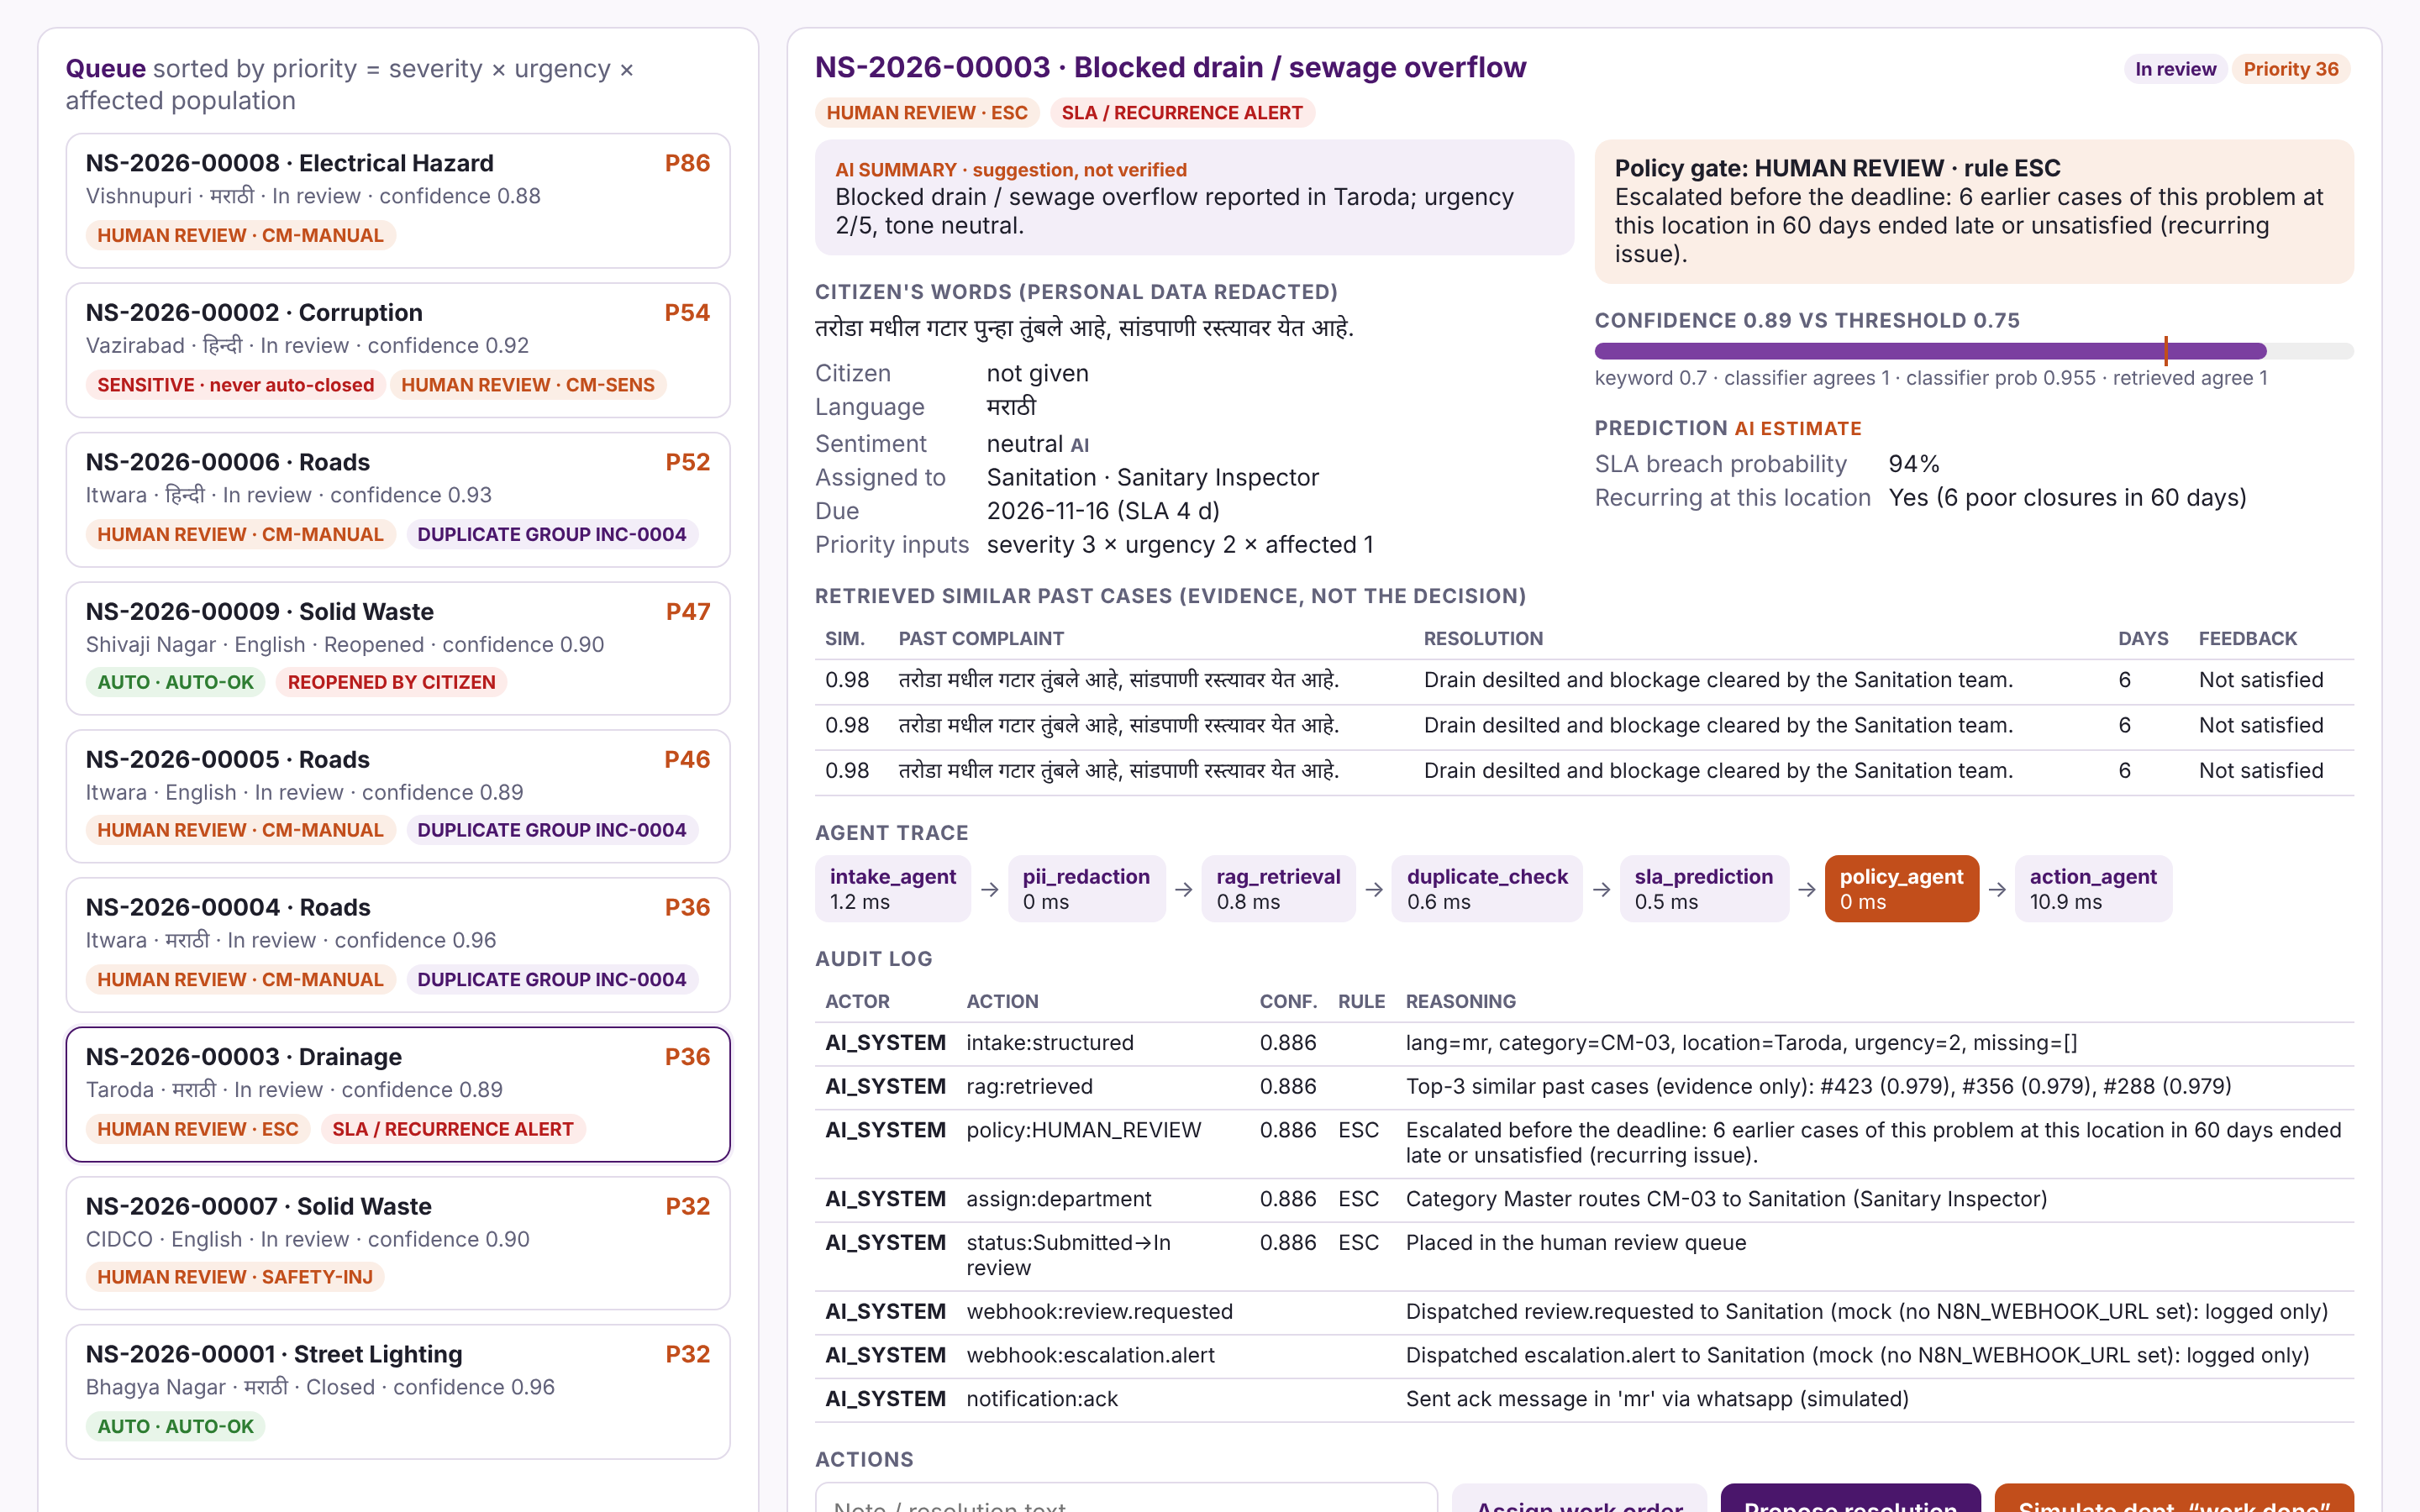 Queue sorted by priority = severity × urgency ×
affected population
NS-2026-00008 · Electrical Hazard P86
Vishnupuri · मराठी · In review · confidence 0.88
HUMAN REVIEW · CM-MANUAL
NS-2026-00002 · Corruption P54
Vazirabad · हिन्दी · In review · confidence 0.92
SENSITIVE · never auto-closed HUMAN REVIEW · CM-SENS
NS-2026-00006 · Roads P52
Itwara · हिन्दी · In review · confidence 0.93
HUMAN REVIEW · CM-MANUAL DUPLICATE GROUP INC-0004
NS-2026-00009 · Solid Waste P47
Shivaji Nagar · English · Reopened · confidence 0.90
AUTO · AUTO-OK REOPENED BY CITIZEN
NS-2026-00005 · Roads P46
Itwara · English · In review · confidence 0.89
HUMAN REVIEW · CM-MANUAL DUPLICATE GROUP INC-0004
NS-2026-00004 · Roads P36
Itwara · मराठी · In review · confidence 0.96
HUMAN REVIEW · CM-MANUAL DUPLICATE GROUP INC-0004
NS-2026-00003 · Drainage P36
Taroda · मराठी · In review · confidence 0.89
HUMAN REVIEW · ESC SLA / RECURRENCE ALERT
NS-2026-00007 · Solid Waste P32
CIDCO · English · In review · confidence 0.90
HUMAN REVIEW · SAFETY-INJ
NS-2026-00001 · Street Lighting P32
Bhagya Nagar · मराठी · Closed · confidence 0.96
AUTO · AUTO-OK
NS-2026-00003 · Blocked drain / sewage overflow In review Priority 36
HUMAN REVIEW · ESC SLA / RECURRENCE ALERT
AI SUMMARY · suggestion, not verified
Blocked drain / sewage overflow reported in Taroda; urgency
2/5, tone neutral.
CITIZEN'S WORDS (PERSONAL DATA REDACTED)
तरोडा मधील गटार पुन्हा तुंबले आहे, सांडपाणी रस्त्यावर येत आहे.
Citizen not given
Language मराठी
Sentiment neutral AI
Assigned to Sanitation · Sanitary Inspector
Due 2026-11-16 (SLA 4 d)
Priority inputs severity 3 × urgency 2 × affected 1
Policy gate: HUMAN REVIEW · rule ESC
Escalated before the deadline: 6 earlier cases of this problem at
this location in 60 days ended late or unsatisfied (recurring
issue).
CONFIDENCE 0.89 VS THRESHOLD 0.75
keyword 0.7 · classifier agrees 1 · classifier prob 0.955 · retrieved agree 1
PREDICTION AI ESTIMATE
SLA breach probability 94%
Recurring at this location Yes (6 poor closures in 60 days)
RETRIEVED SIMILAR PAST CASES (EVIDENCE, NOT THE DECISION)
SIM. PAST COMPLAINT RESOLUTION DAYS FEEDBACK
0.98 तरोडा मधील गटार तुंबले आहे, सांडपाणी रस्त्यावर येत आहे. Drain desilted and blockage cleared by the Sanitation team. 6 Not satisfied
0.98 तरोडा मधील गटार तुंबले आहे, सांडपाणी रस्त्यावर येत आहे. Drain desilted and blockage cleared by the Sanitation team. 6 Not satisfied
0.98 तरोडा मधील गटार तुंबले आहे, सांडपाणी रस्त्यावर येत आहे. Drain desilted and blockage cleared by the Sanitation team. 6 Not satisfied
AGENT TRACE
intake_agent → pii_redaction → rag_retrieval → duplicate_check → sla_prediction → policy_agent → action_agent
1.2 ms 0 ms 0.8 ms 0.6 ms 0.5 ms 0 ms 10.9 ms
AUDIT LOG
ACTOR ACTION CONF. RULE REASONING
AI_SYSTEM intake:structured 0.886 lang=mr, category=CM-03, location=Taroda, urgency=2, missing=[]
AI_SYSTEM rag:retrieved 0.886 Top-3 similar past cases (evidence only): #423 (0.979), #356 (0.979), #288 (0.979)
AI_SYSTEM policy:HUMAN_REVIEW 0.886 ESC Escalated before the deadline: 6 earlier cases of this problem at this location in 60 days ended
late or unsatisfied (recurring issue).
AI_SYSTEM assign:department 0.886 ESC Category Master routes CM-03 to Sanitation (Sanitary Inspector)
AI_SYSTEM status:Submitted→In 0.886 ESC Placed in the human review queue
review
AI_SYSTEM webhook:review.requested Dispatched review.requested to Sanitation (mock (no N8N_WEBHOOK_URL set): logged only)
AI_SYSTEM webhook:escalation.alert Dispatched escalation.alert to Sanitation (mock (no N8N_WEBHOOK_URL set): logged only)
AI_SYSTEM notification:ack Sent ack message in 'mr' via whatsapp (simulated)
ACTIONS
Note / resolution text Assign work order Propose resolution Simulate dept. “work done”